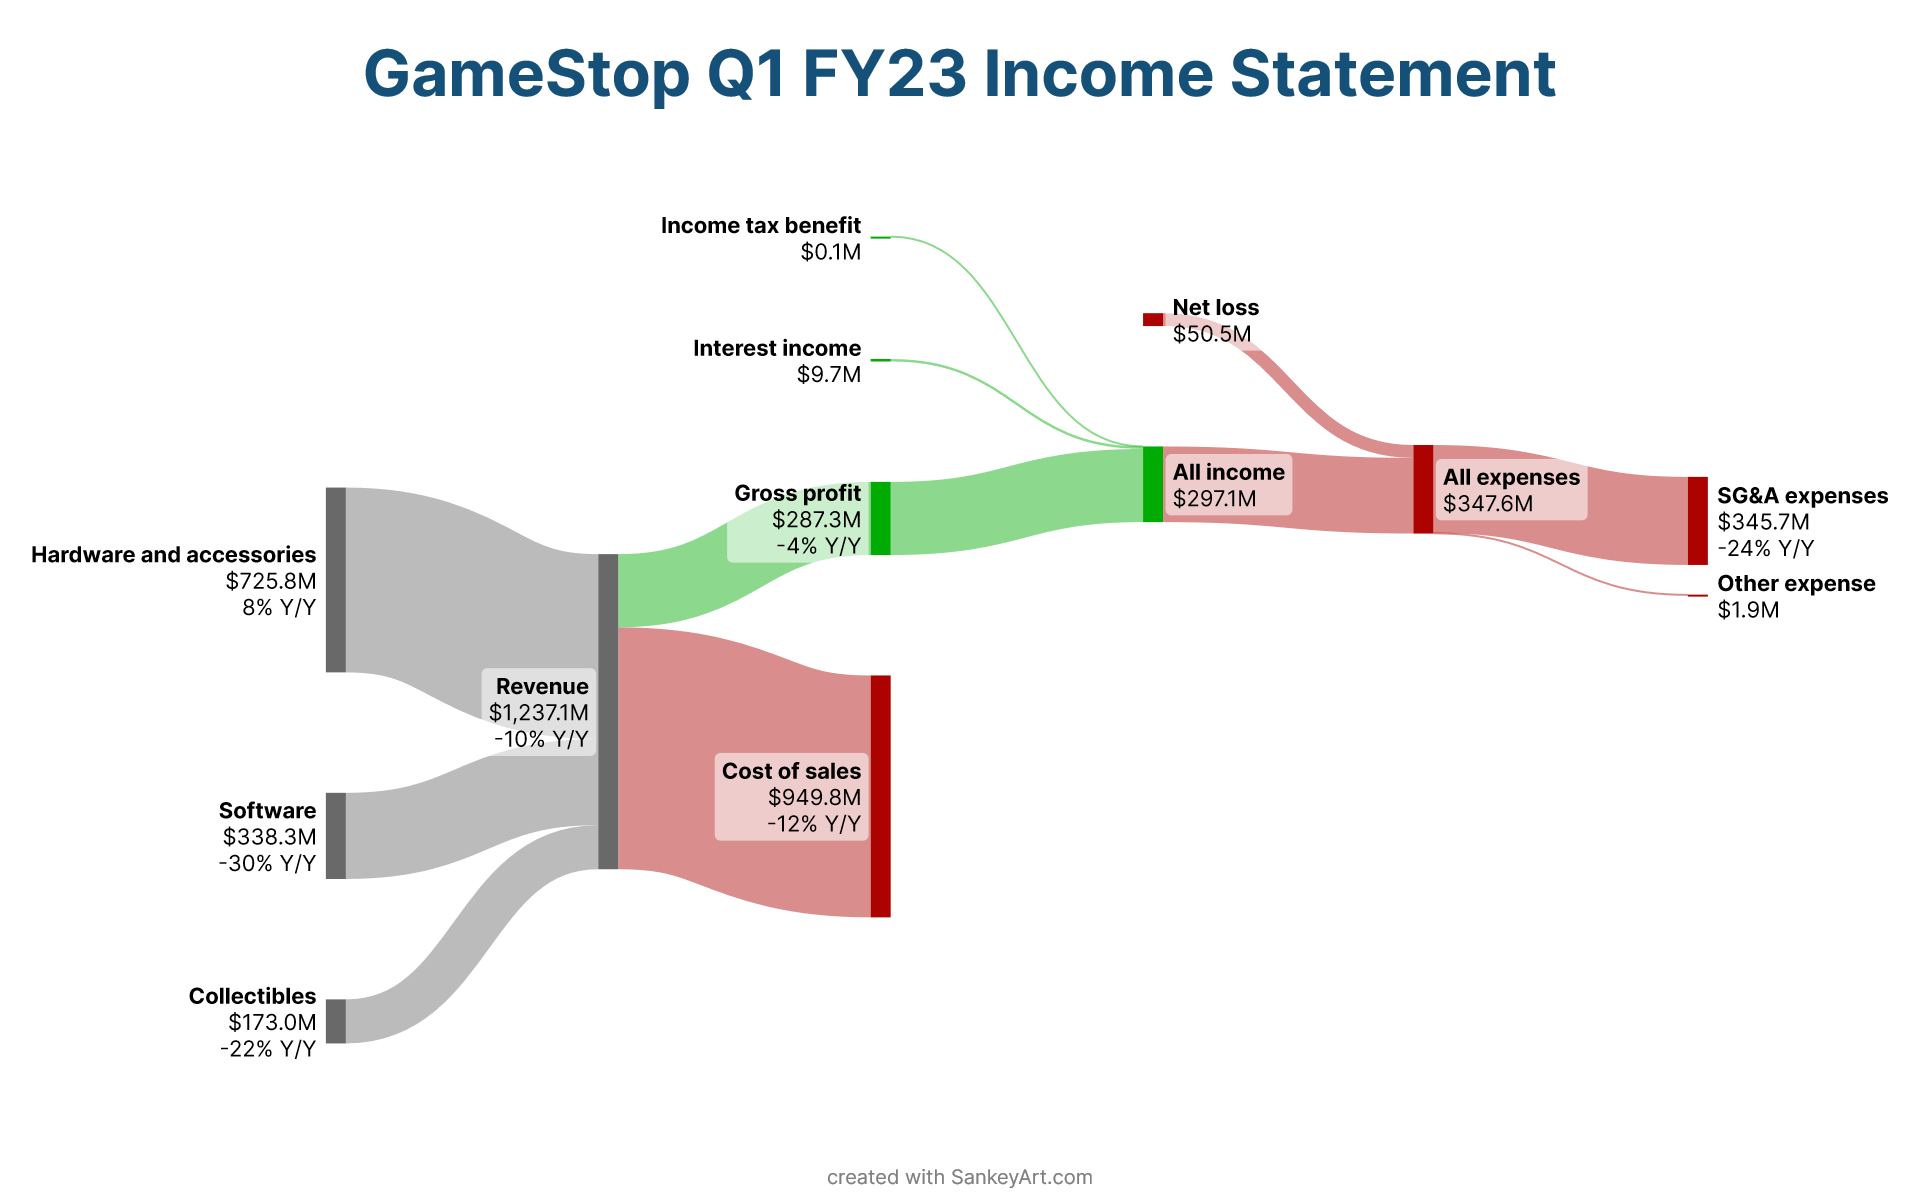 GameStop Q1 FY23 Income Statement
Income tax benefit
$0.1M
Interest income
$9.7M
Net loss
$50.5M
Gross profit
$287.3M
-4% Y/Y
All income
$297.1M
All expenses
$347.6M
SG&A expenses
$345.7M
-24% Y/Y
Other expense
$1.9M
Hardware and accessories
$725.8M
8% Y/Y
Revenue
$1,237.1M
-10% Y/Y
Cost of sales
$949.8M
-12% Y/Y
Software
$338.3M
-30% Y/Y
Collectibles
$173.0M
-22% Y/Y
created with SankeyArt.com